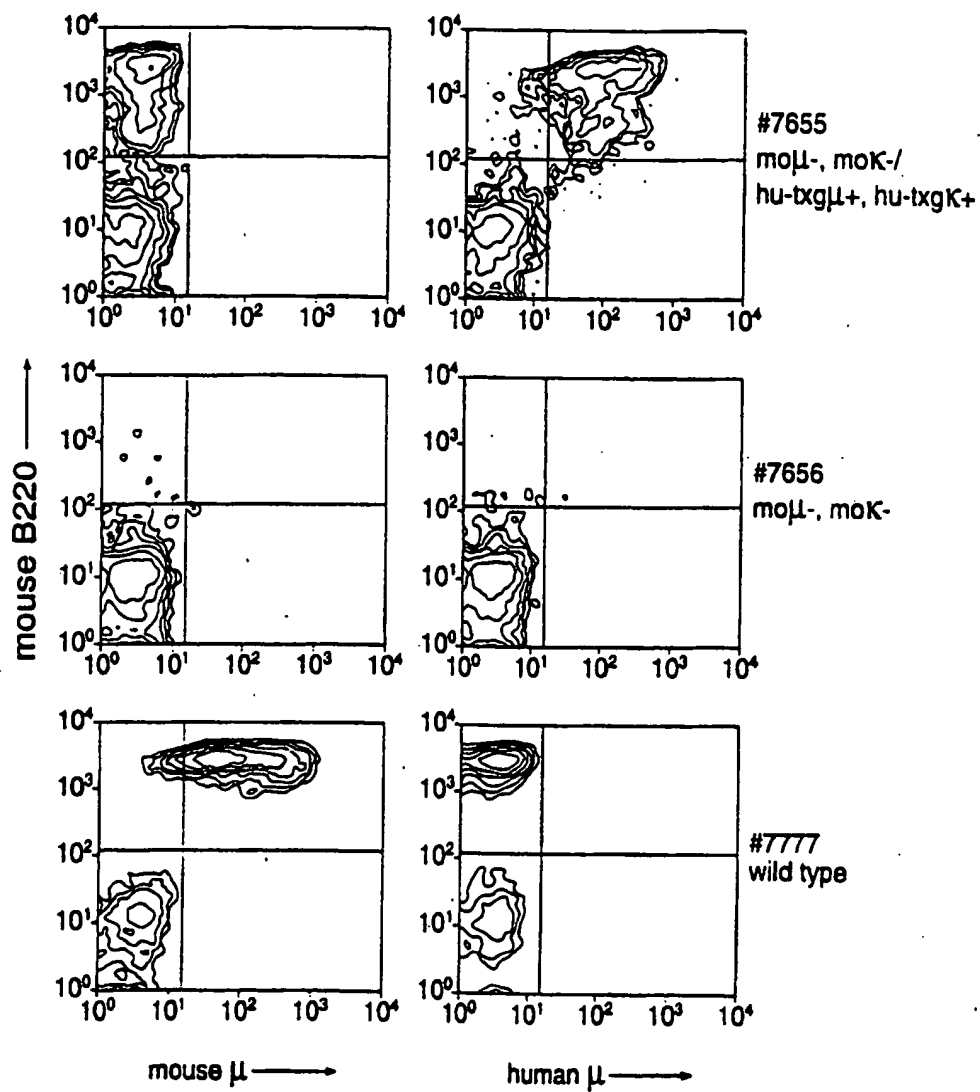 10⁴
10³
10²
10¹
10⁰
10⁰ 10¹ 10² 10³ 10⁴
10⁴
10³
10²
10¹
10⁰
10⁰ 10¹ 10² 10³ 10⁴
#7655
moμ-, moκ-/
hu-txgμ+, hu-txgκ+
mouse B220
10⁴
10³
10²
10¹
10⁰
10⁰ 10¹ 10² 10³ 10⁴
10⁴
10³
10²
10¹
10⁰
10⁰ 10¹ 10² 10³ 10⁴
#7656
moμ-, moκ-
10⁴
10³
10²
10¹
10⁰
10⁰ 10¹ 10² 10³ 10⁴
10⁴
10³
10²
10¹
10⁰
10⁰ 10¹ 10² 10³ 10⁴
#7777
wild type
mouse μ
human μ